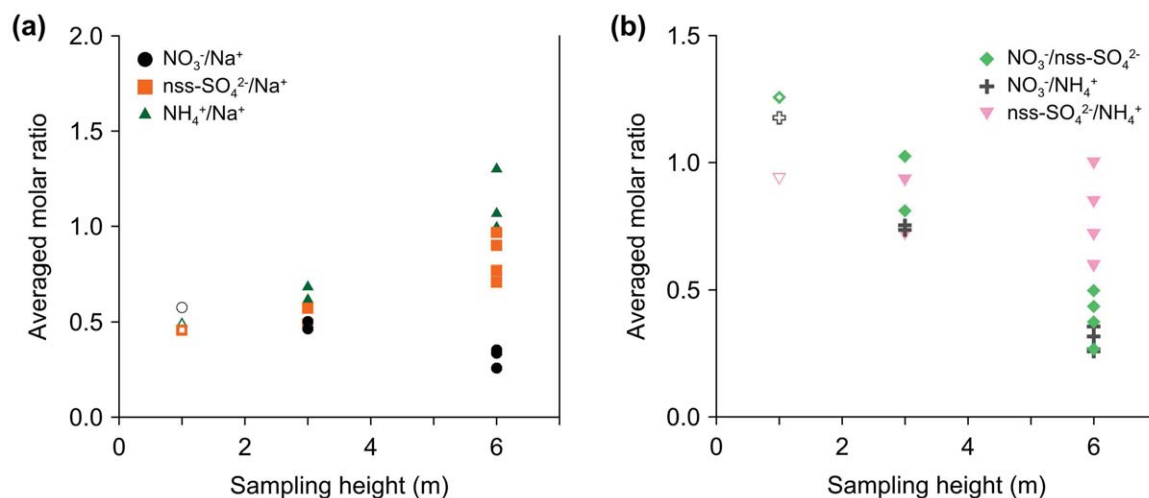 (a)
2.0
1.5
1.0
0.5
0.0
Averaged molar ratio
NO₃⁻/Na⁺
nss-SO₄²⁻/Na⁺
NH₄⁺/Na⁺
0 2 4 6
Sampling height (m)
(b)
1.5
1.0
0.5
0.0
Averaged molar ratio
NO₃⁻/nss-SO₄²⁻
NO₃⁻/NH₄⁺
nss-SO₄²⁻/NH₄⁺
0 2 4 6
Sampling height (m)